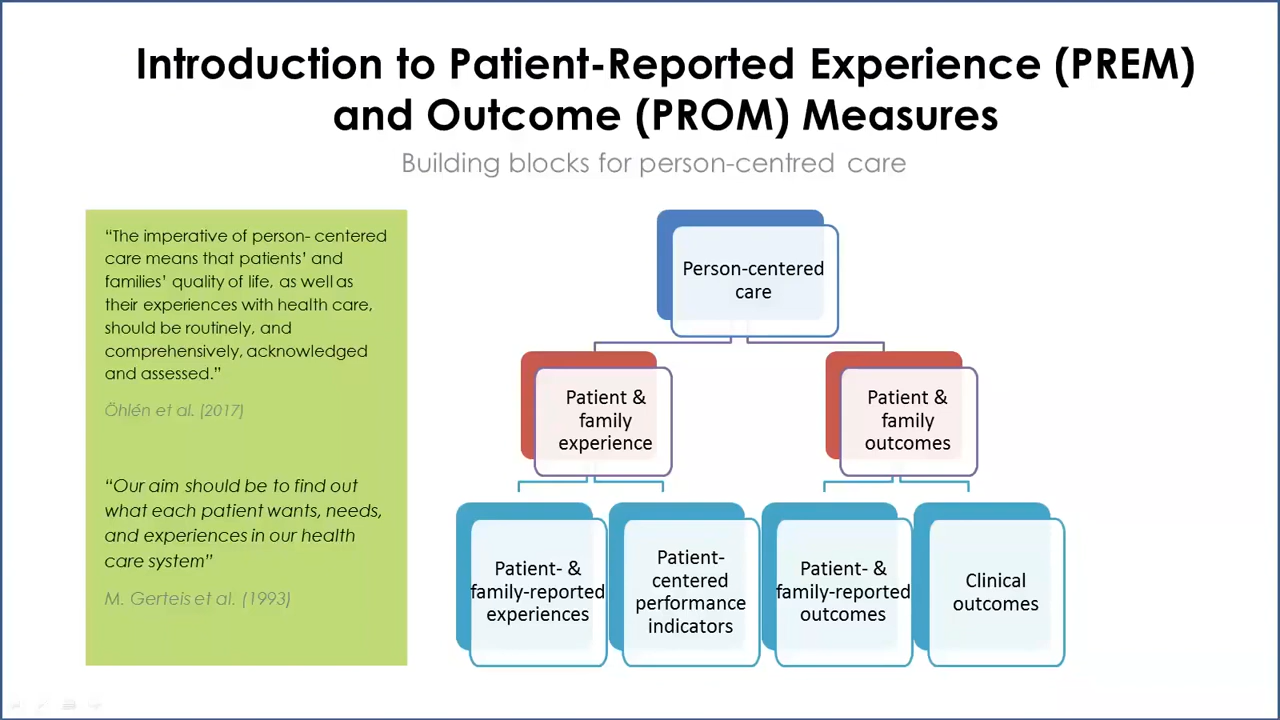 Introduction to Patient-Reported Experience (PREM)
and Outcome (PROM) Measures
Building blocks for person-centred care
“The imperative of person- centered
care means that patients’ and
families’ quality of life, as well as
their experiences with health care,
should be routinely, and
comprehensively, acknowledged
and assessed.”
Öhlén et al. (2017)
“Our aim should be to find out
what each patient wants, needs,
and experiences in our health
care system”
M. Gerteis et al. (1993)
Person-centered
care
Patient &
family
experience
Patient &
family
outcomes
Patient- &
family-reported
experiences
Patient-
centered
performance
indicators
Patient- &
family-reported
outcomes
Clinical
outcomes